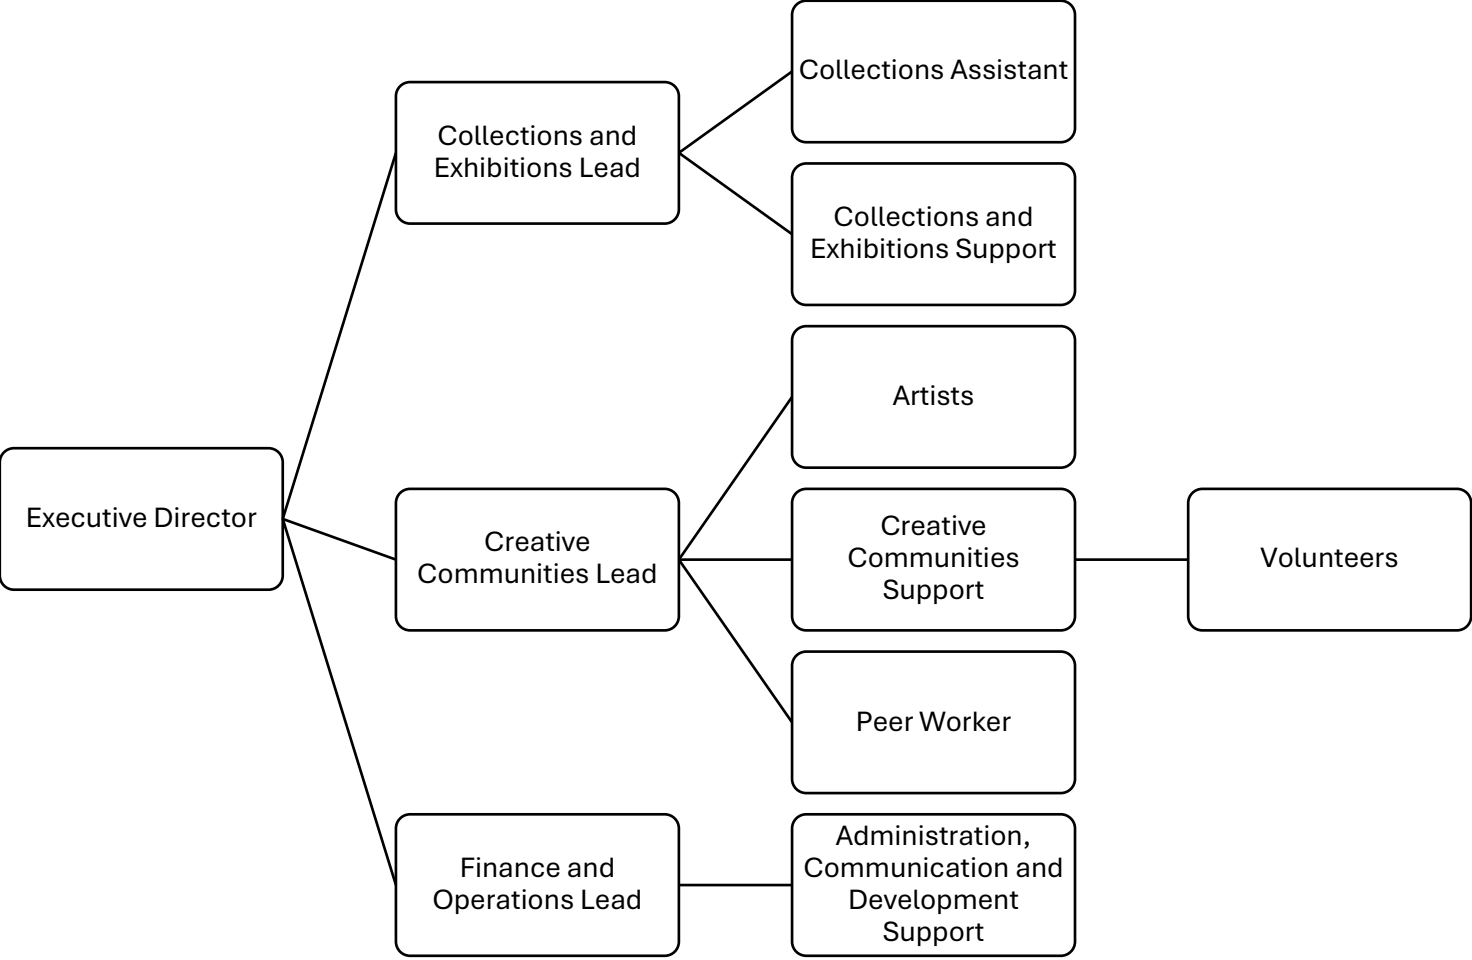 Executive Director
Collections and
Exhibitions Lead
Collections Assistant
Collections and
Exhibitions Support
Creative
Communities Lead
Artists
Creative
Communities
Support
Volunteers
Peer Worker
Finance and
Operations Lead
Administration,
Communication and
Development
Support